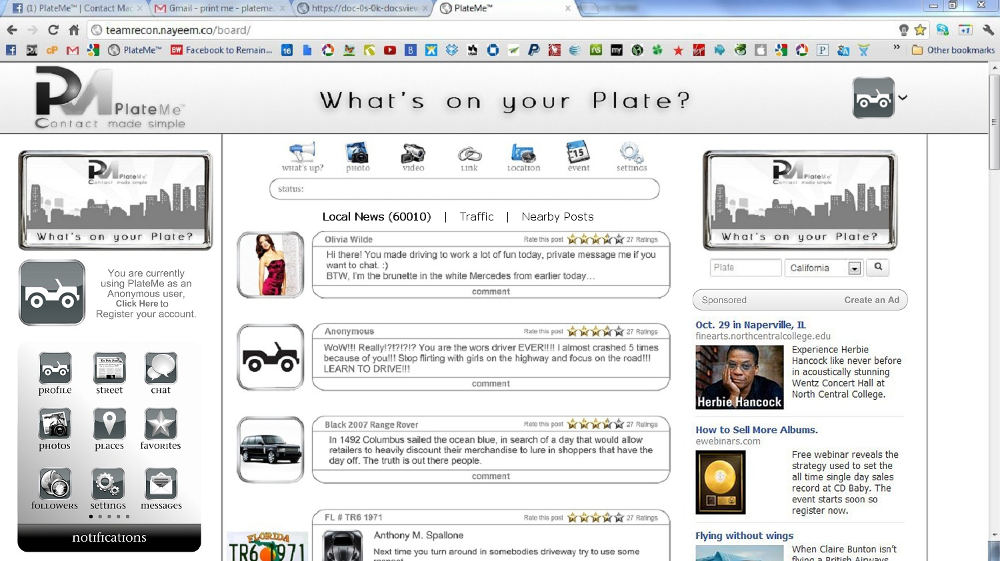 (1) PlateMe™ | Contact Mac
Gmail - print me - plateme.
https://doc-0s-0k-docsview
PlateMe™
teamrecon.nayeem.co/board/
PlateMe™
Facebook to Remain...
Other bookmarks
PlateMe™
Contact made simple
What's on your Plate?
PlateMe™
Contact made simple
What's on your Plate?
You are currently
using PlateMe as an
Anonymous user,
Click Here to
Register your account.
profile
street
chat
photos
places
favorites
followers
settings
messages
notifications
what's up?
photo
video
link
location
event
settings
15
status:
Local News (60010) | Traffic | Nearby Posts
Olivia Wilde
Rate this post
27 Ratings
Hi there! You made driving to work a lot of fun today, private message me if you
want to chat. :)
BTW, I'm the brunette in the white Mercedes from earlier today...
comment
Anonymous
Rate this post
27 Ratings
WoW!!! Really!?!?!?!? You are the wors driver EVER!!!! I almost crashed 5 times
because of you!!! Stop flirting with girls on the highway and focus on the road!!!
LEARN TO DRIVE!!!
comment
Black 2007 Range Rover
Rate this post
27 Ratings
In 1492 Columbus sailed the ocean blue, in search of a day that would allow
retailers to heavily discount their merchandise to lure in shoppers that have the
day off. The truth is out there people.
comment
FL # TR6 1971
Rate this post
27 Ratings
FLORIDA
TR6 971
Anthony M. Spallone
Next time you turn around in somebodies driveway try to use some
PlateMe™
Contact made simple
What's on your Plate?
Plate
California
Sponsored
Create an Ad
Oct. 29 in Naperville, IL
finearts.northcentralcollege.edu
Herbie Hancock
Experience Herbie
Hancock like never before
in acoustically stunning
Wentz Concert Hall at
North Central College.
How to Sell More Albums.
ewebinars.com
Free webinar reveals the
strategy used to set the
all time single day sales
record at CD Baby. The
event starts soon so
register now.
Flying without wings
When Claire Bunton isn't
flying a British Airways